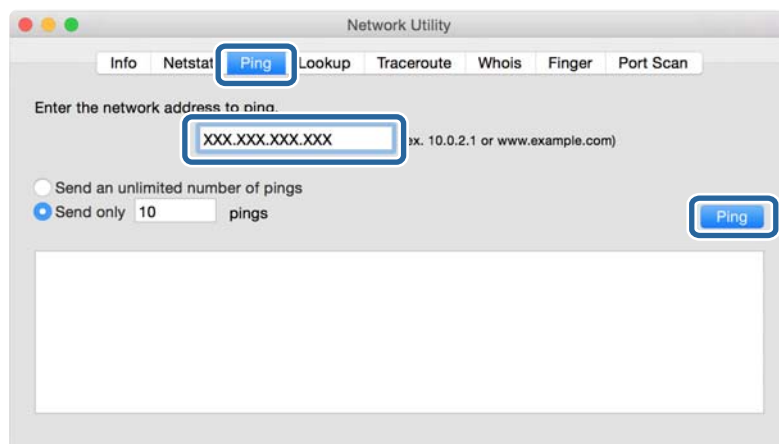 Network Utility
Info Netstat Ping Lookup Traceroute Whois Finger Port Scan
Enter the network address to ping.
XXX.XXX.XXX.XXX ex. 10.0.2.1 or www.example.com)
Send an unlimited number of pings
Send only 10 pings
Ping